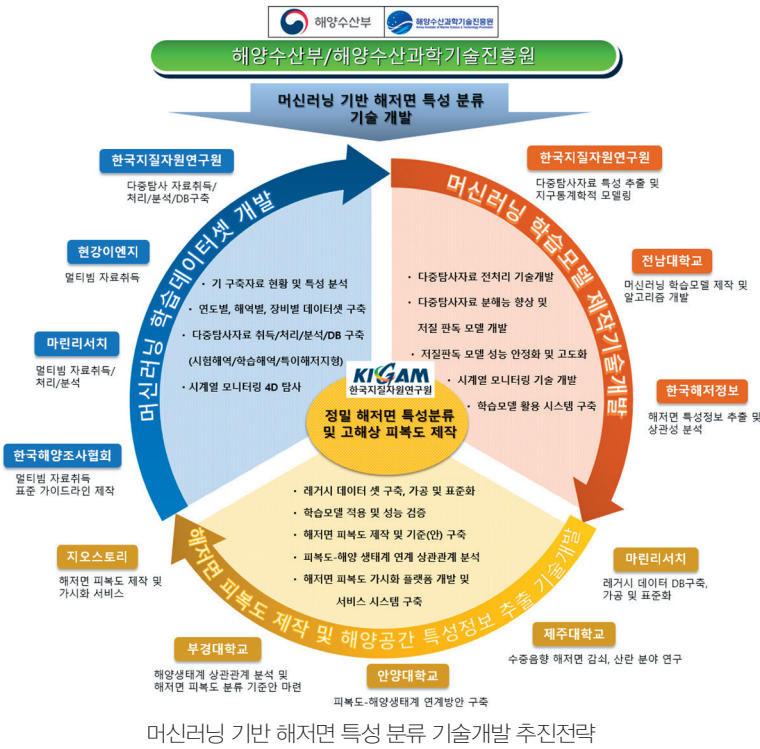 해양수산부
해양수산과학기술진흥원
해양수산부/해양수산과학기술진흥원
머신러닝 기반 해저면 특성 분류
기술 개발
머신러닝 학습데이터셋 개발
한국지질자원연구원
다중탐사 자료취득/
처리/분석/DB구축
현강이엔지
멀티빔 자료취득
마린리서치
멀티빔 자료취득/
처리/분석
한국해양조사협회
멀티빔 자료취득
표준 가이드라인 제작
• 기 구축자료 현황 및 특성 분석
• 연도별, 해역별, 장비별 데이터셋 구축
• 다중탐사자료 취득/처리/분석/DB 구축
(시험해역/학습해역/특이해저지형)
• 시계열 모니터링 4D 탐사
머신러닝 학습모델 제작기술개발
한국지질자원연구원
다중탐사자료 특성 추출 및
지구통계학적 모델링
전남대학교
머신러닝 학습모델 제작 및
알고리즘 개발
한국해저정보
해저면 특성정보 추출 및
상관성 분석
• 다중탐사자료 전처리 기술개발
• 다중탐사자료 분해능 향상 및
저질 판독 모델 개발
• 저질판독 모델 성능 안정화 및 고도화
• 시계열 모니터링 기술 개발
• 학습모델 활용 시스템 구축
KIGAM
한국지질자원연구원
정밀 해저면 특성분류
및 고해상 피복도 제작
• 레거시 데이터 셋 구축, 가공 및 표준화
• 학습모델 적용 및 성능 검증
• 해저면 피복도 제작 및 기준(안) 구축
• 피복도-해양 생태계 연계 상관관계 분석
• 해저면 피복도 가시화 플랫폼 개발 및
서비스 시스템 구축
해저면 피복도 제작 및 해양공간 특성정보 추출 기술개발
지오스토리
해저면 피복도 제작 및
가시화 서비스
부경대학교
해양생태계 상관관계 분석 및
해저면 피복도 분류 기준안 마련
안양대학교
피복도-해양생태계 연계방안 구축
제주대학교
수중음향 해저면 감쇠, 산란 분야 연구
마린리서치
레거시 데이터 DB구축,
가공 및 표준화
머신러닝 기반 해저면 특성 분류 기술개발 추진전략